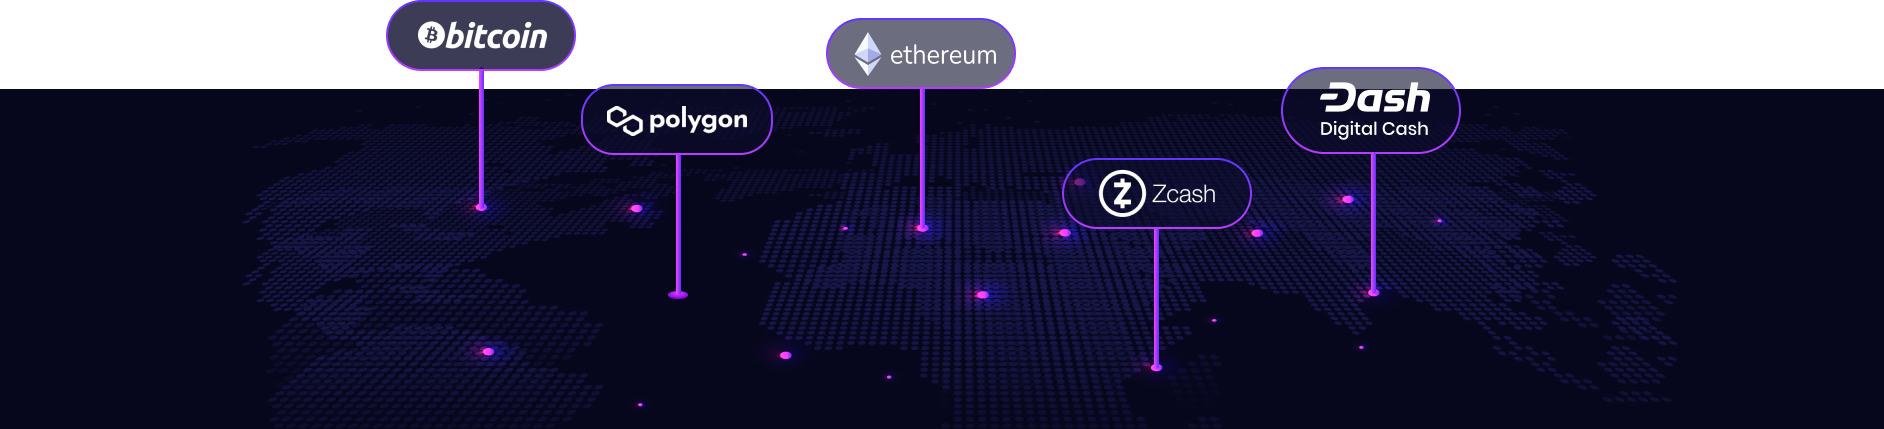 bitcoin
polygon
ethereum
Zcash
Dash
Digital Cash